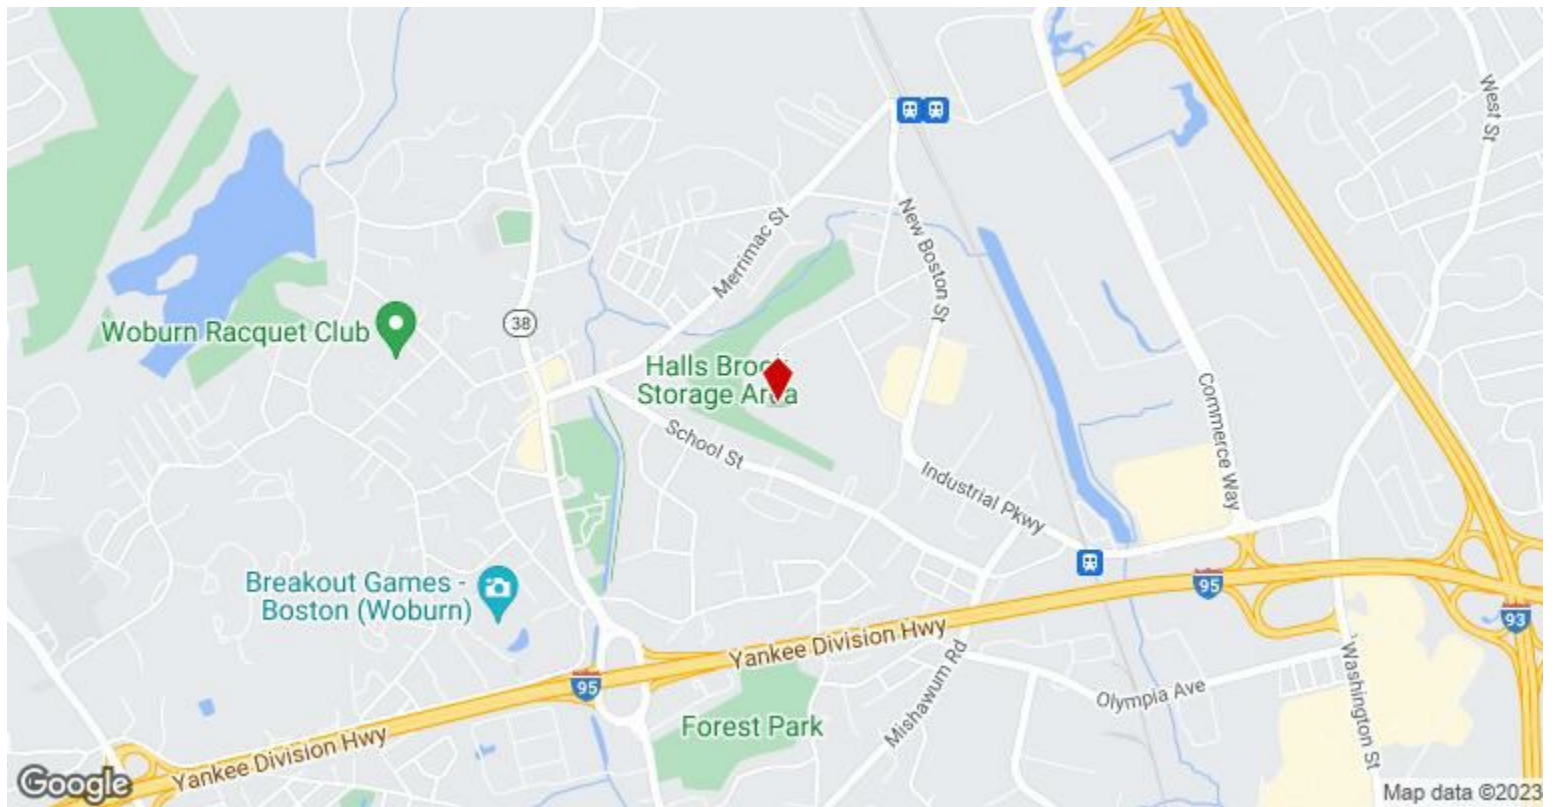 West St
Merrimac St
New Boston St
38
Woburn Racquet Club
Halls Brook
Storage Area
Commerce Way
School St
Industrial Pkwy
Breakout Games -
Boston (Woburn)
95
93
Yankee Division Hwy
95
Mishawum Rd
Olympia Ave
Washington St
Forest Park
Yankee Division Hwy
Google
Map data ©2023